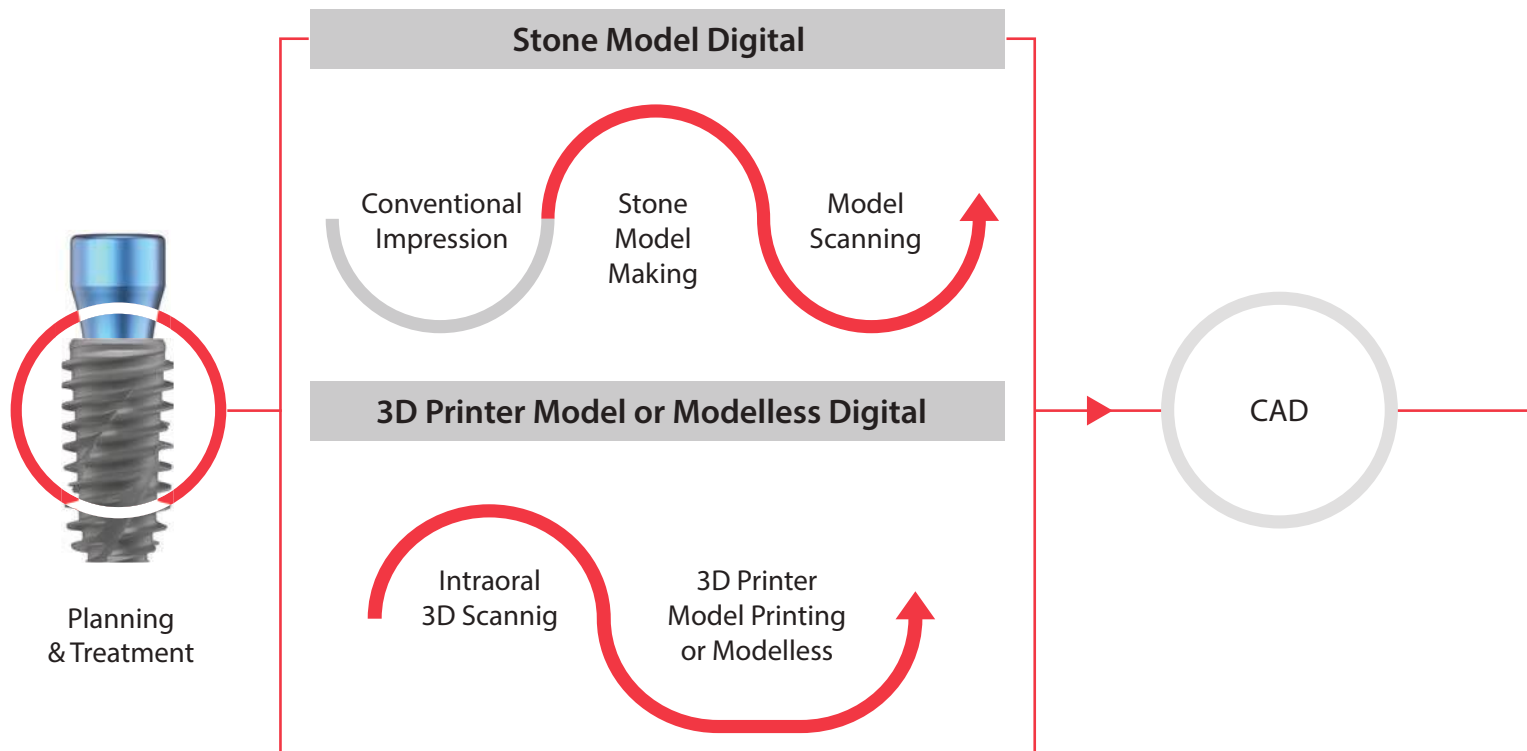 Stone Model Digital
Conventional
Impression
Stone
Model
Making
Model
Scanning
Planning
& Treatment
3D Printer Model or Modelless Digital
Intraoral
3D Scannig
3D Printer
Model Printing
or Modelless
CAD